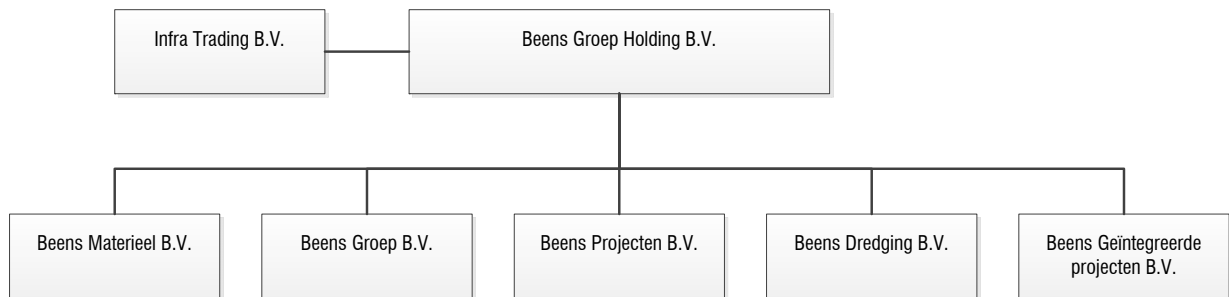 Infra Trading B.V.
Beens Groep Holding B.V.
Beens Materieel B.V.
Beens Groep B.V.
Beens Projecten B.V.
Beens Dredging B.V.
Beens Geïntegreerde
projecten B.V.